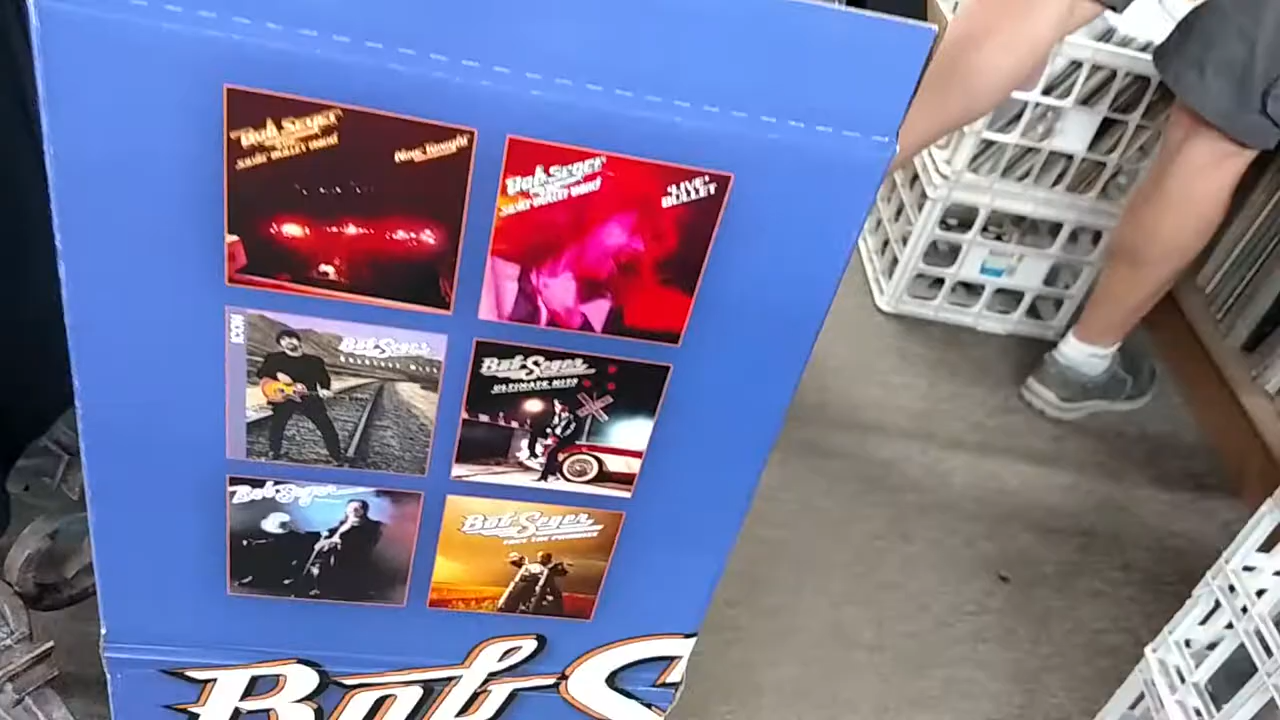 Bob Seger
SILVER BULLET BAND
Nine Tonight
Bob Seger
SILVER BULLET BAND
'LIVE'
BULLET
Bob Seger
GREATEST HITS
Bob Seger
ULTIMATE HITS
Bob Seger
Bob Seger
FACE THE PROMISE
Bob S